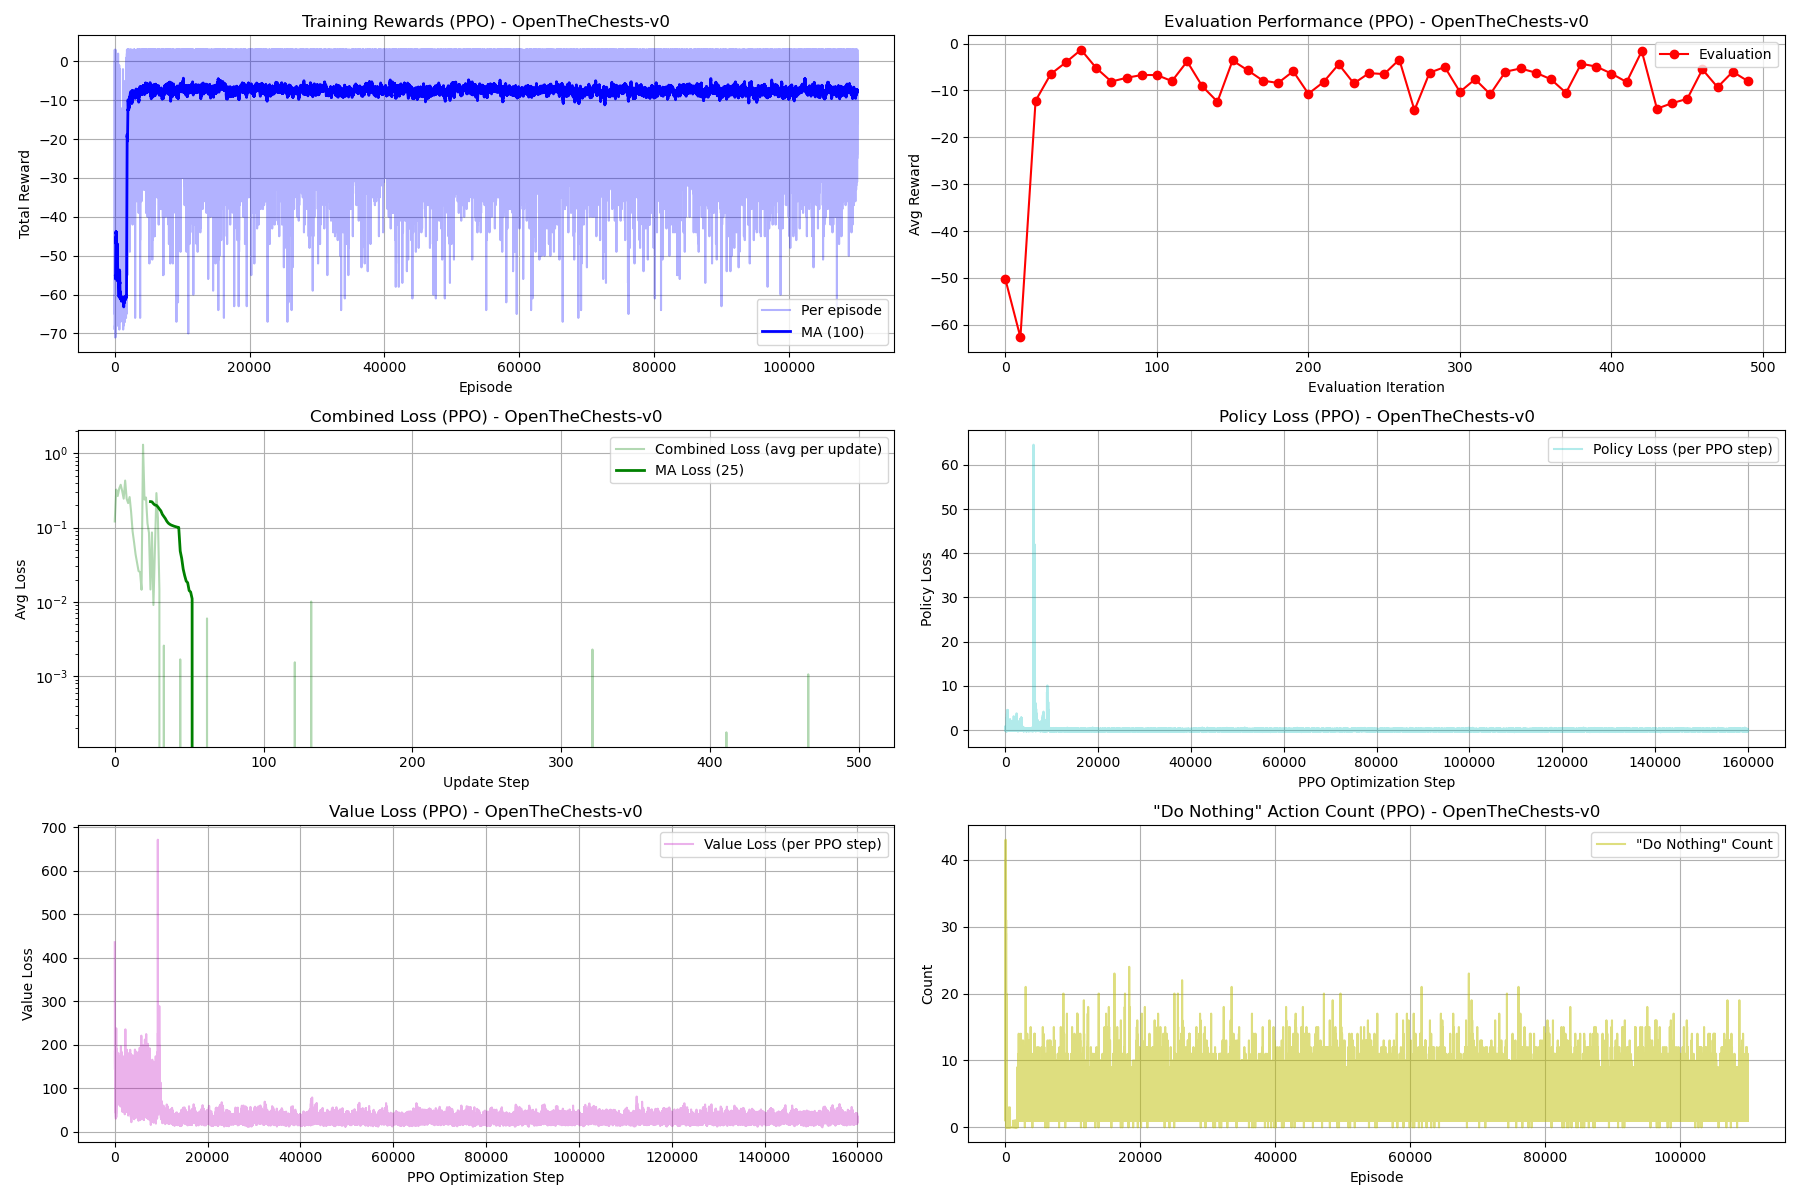 Training Rewards (PPO) - OpenTheChests-v0
0
−10
−20
−30
−40
−50
−60
−70
Total Reward
Per episode
MA (100)
0 20000 40000 60000 80000 100000
Episode
Evaluation Performance (PPO) - OpenTheChests-v0
0
−10
−20
−30
−40
−50
−60
Avg Reward
Evaluation
0 100 200 300 400 500
Evaluation Iteration
Combined Loss (PPO) - OpenTheChests-v0
10⁰
10⁻¹
10⁻²
10⁻³
Avg Loss
Combined Loss (avg per update)
MA Loss (25)
0 100 200 300 400 500
Update Step
Policy Loss (PPO) - OpenTheChests-v0
60
50
40
30
20
10
0
Policy Loss
Policy Loss (per PPO step)
0 20000 40000 60000 80000 100000 120000 140000 160000
PPO Optimization Step
Value Loss (PPO) - OpenTheChests-v0
700
600
500
400
300
200
100
0
Value Loss
Value Loss (per PPO step)
0 20000 40000 60000 80000 100000 120000 140000 160000
PPO Optimization Step
"Do Nothing" Action Count (PPO) - OpenTheChests-v0
40
30
20
10
0
Count
"Do Nothing" Count
0 20000 40000 60000 80000 100000
Episode